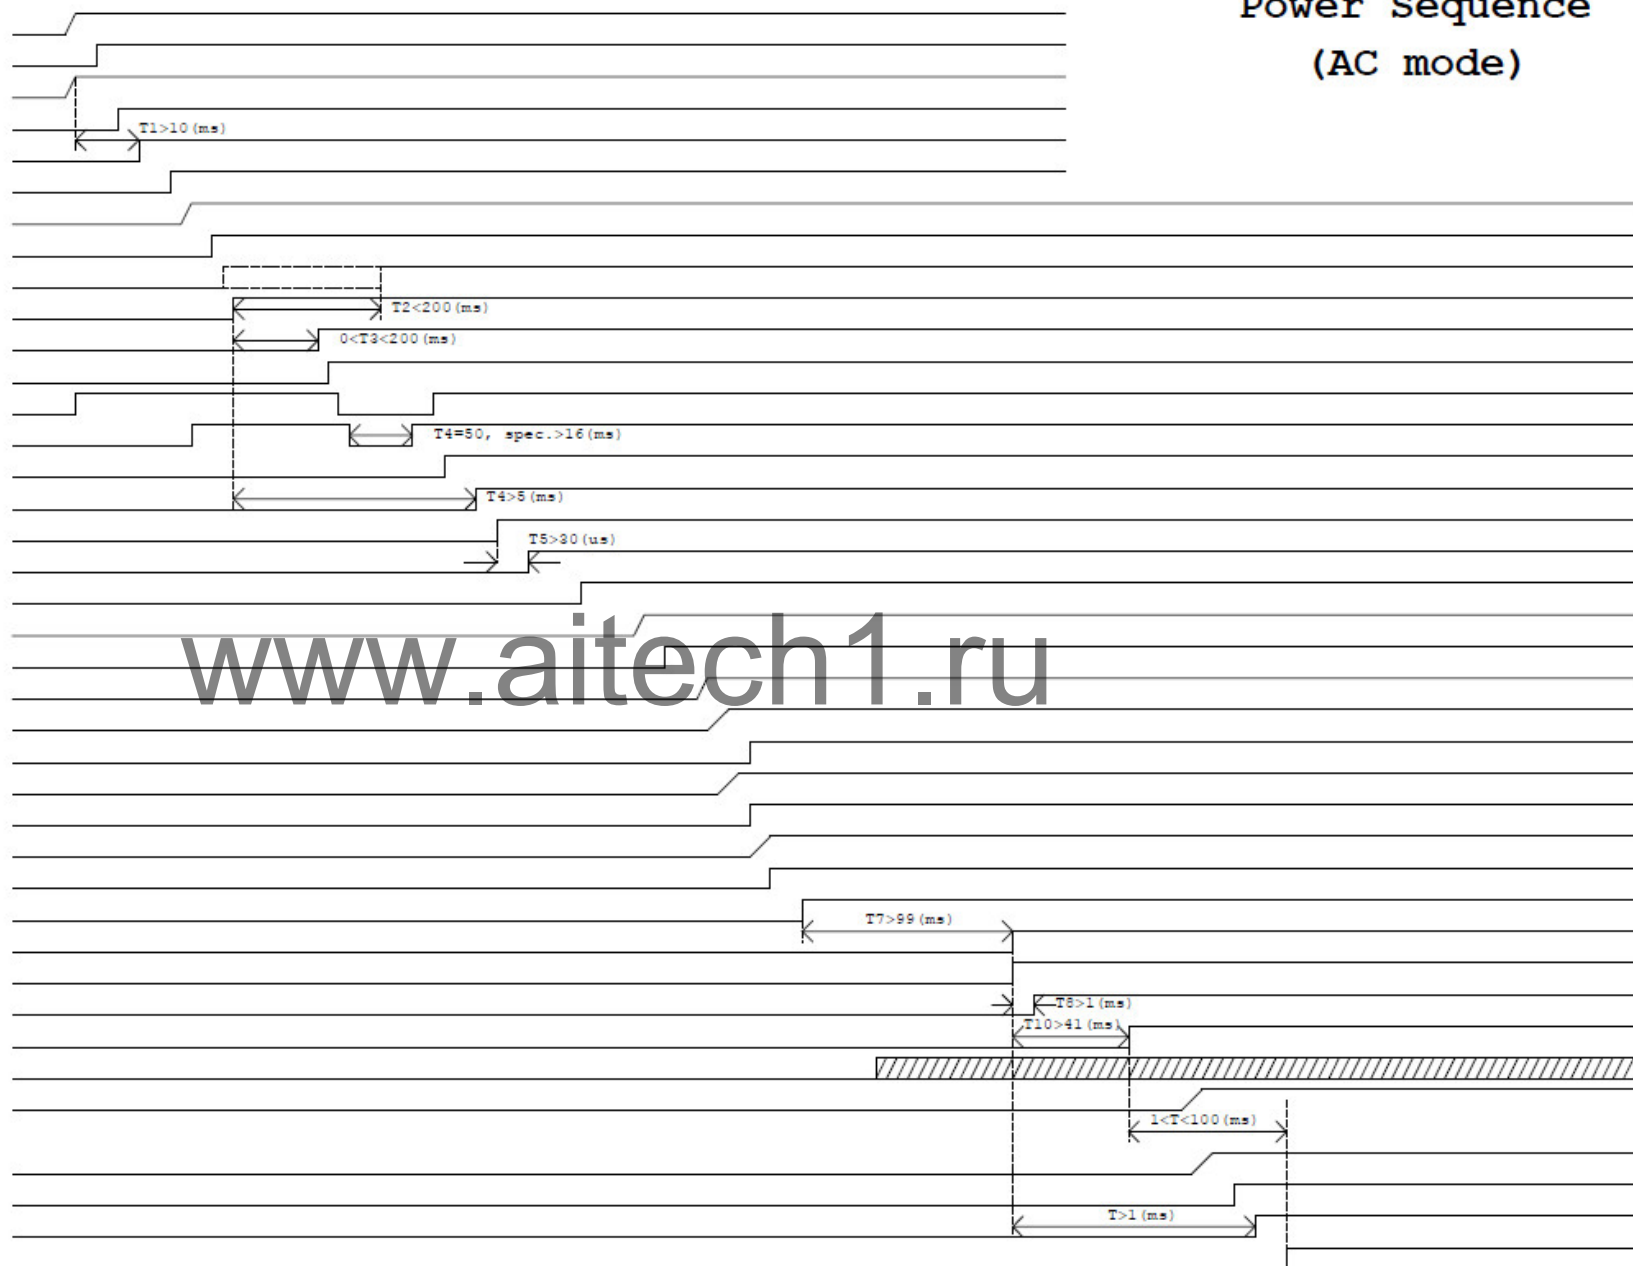 Power Sequence
(AC mode)
T1>10(ms)
T2<200(ms)
0<T3<200(ms)
T4=50, spec.>16(ms)
T4>5(ms)
T5>30(us)
www.aitech1.ru
T7>99(ms)
T8>1(ms)
T10>41(ms)
1<T<100(ms)
T>1(ms)